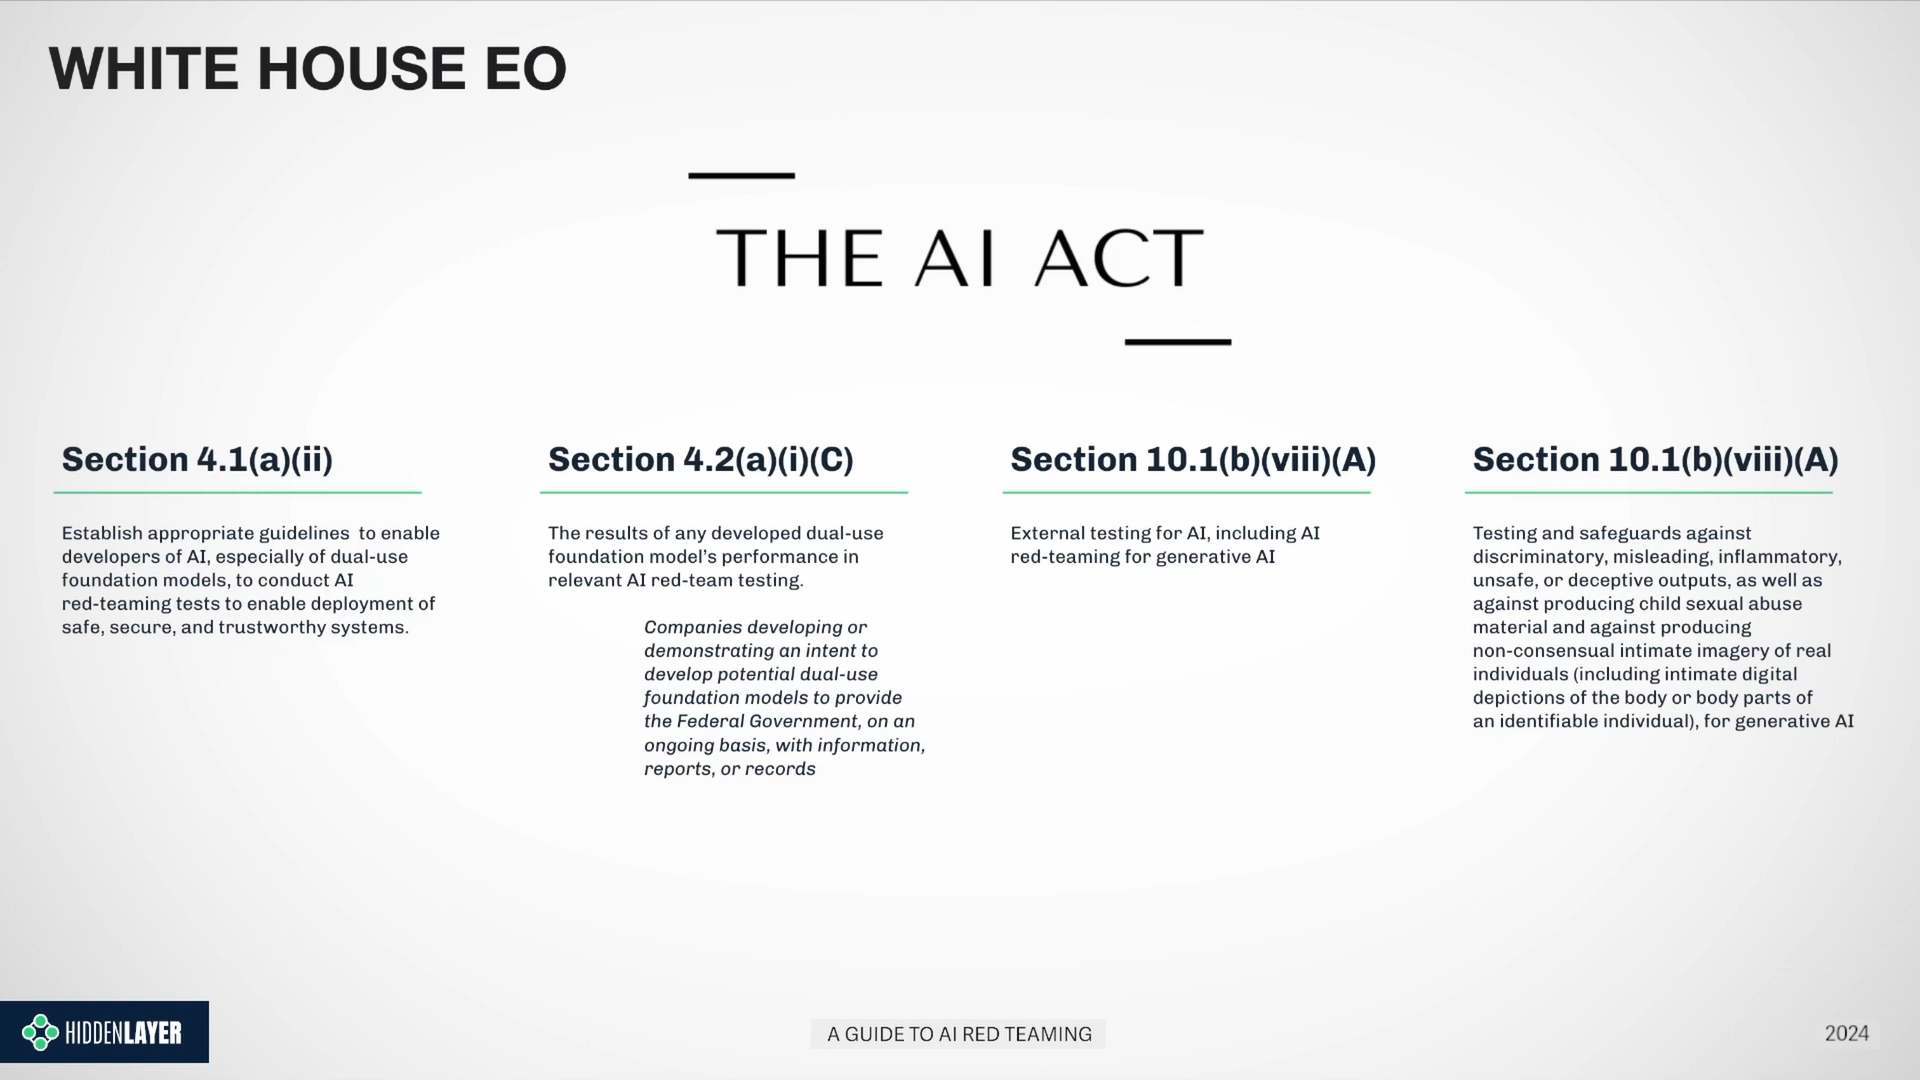 WHITE HOUSE EO
THE AI ACT
Section 4.1(a)(ii)
Establish appropriate guidelines  to enable
developers of AI, especially of dual-use
foundation models, to conduct AI
red-teaming tests to enable deployment of
safe, secure, and trustworthy systems.
Section 4.2(a)(i)(C)
The results of any developed dual-use
foundation model’s performance in
relevant AI red-team testing.
Companies developing or
demonstrating an intent to
develop potential dual-use
foundation models to provide
the Federal Government, on an
ongoing basis, with information,
reports, or records
Section 10.1(b)(viii)(A)
External testing for AI, including AI
red-teaming for generative AI
Section 10.1(b)(viii)(A)
Testing and safeguards against
discriminatory, misleading, inflammatory,
unsafe, or deceptive outputs, as well as
against producing child sexual abuse
material and against producing
non-consensual intimate imagery of real
individuals (including intimate digital
depictions of the body or body parts of
an identifiable individual), for generative AI
HIDDENLAYER
A GUIDE TO AI RED TEAMING
2024